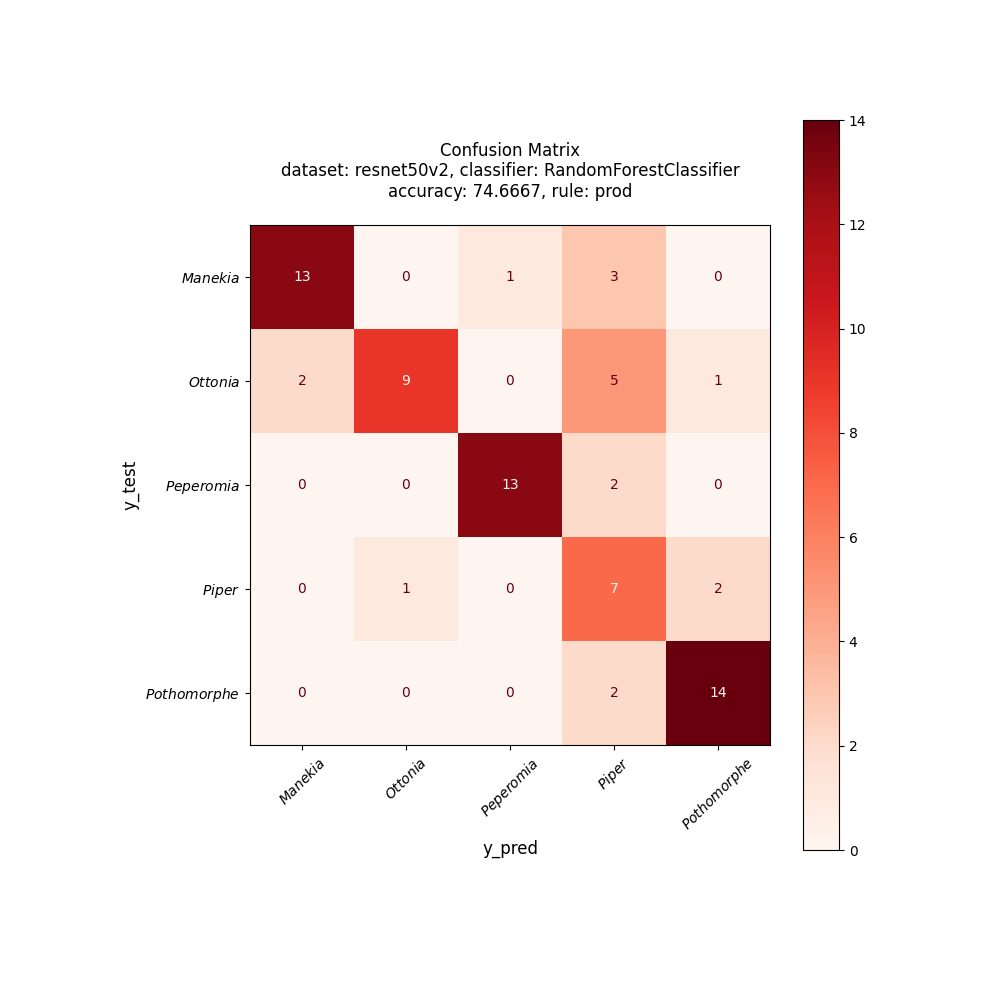 Confusion Matrix
dataset: resnet50v2, classifier: RandomForestClassifier
accuracy: 74.6667, rule: prod
14
12
10
8
6
4
2
0
y_test
Manekia 13 0 1 3 0
Ottonia 2 9 0 5 1
Peperomia 0 0 13 2 0
Piper 0 1 0 7 2
Pothomorphe 0 0 0 2 14
Manekia Ottonia Peperomia Piper Pothomorphe
y_pred